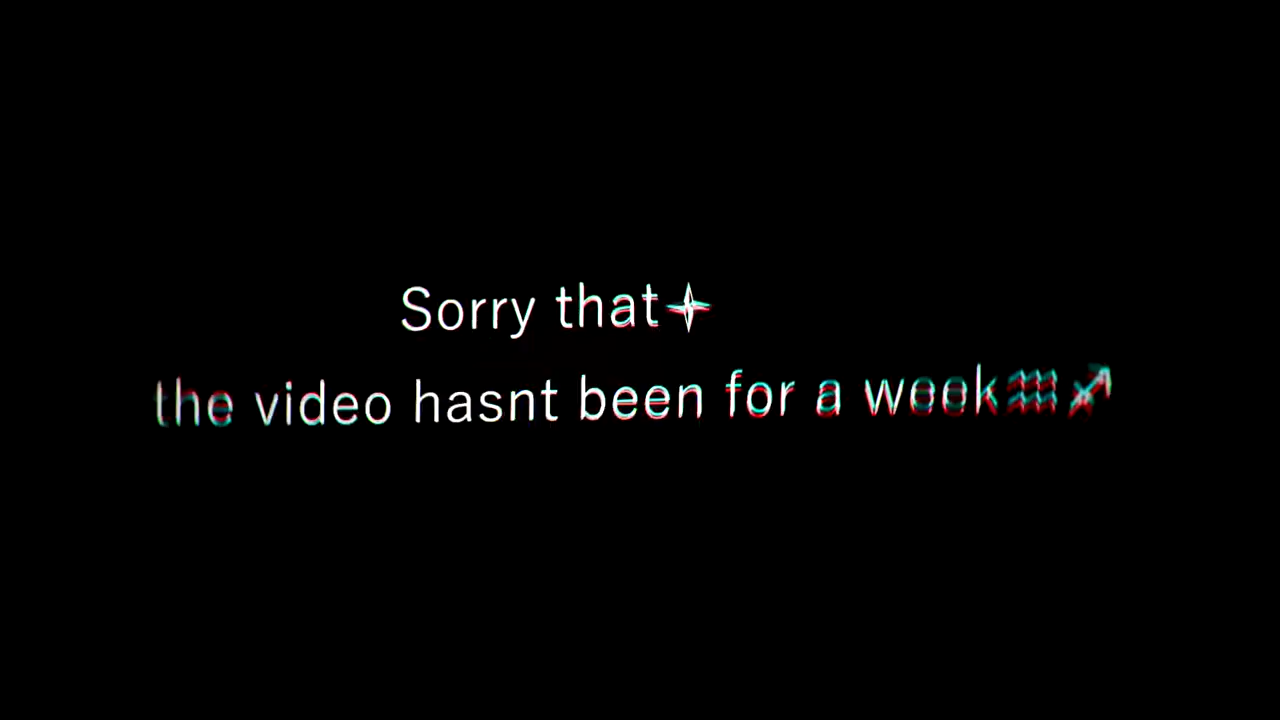 Sorry that✧
the video hasnt been for a week♒♐